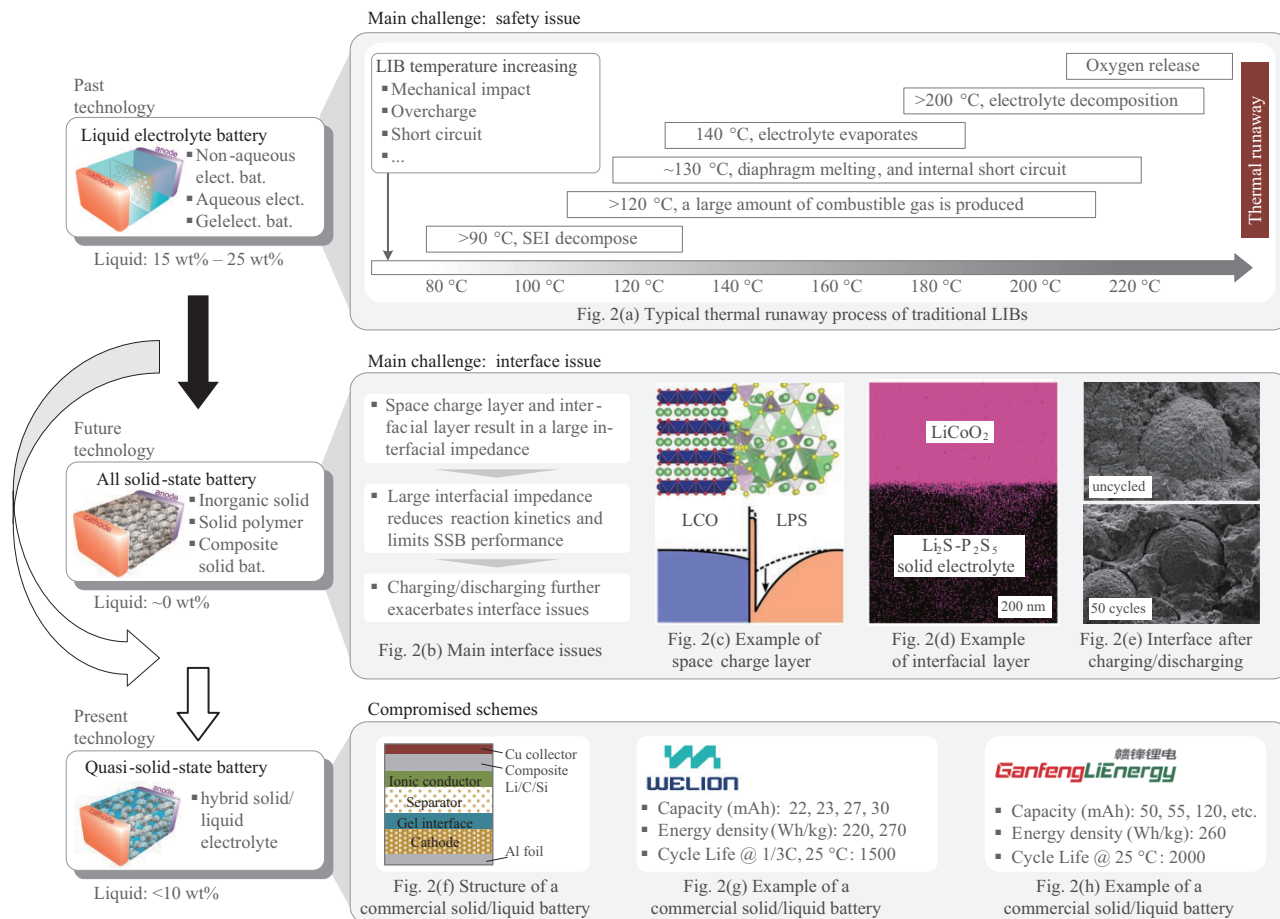 Main challenge: safety issue
Past
technology
Liquid electrolyte battery
cathode
anode
▪ Non-aqueous
elect. bat.
▪ Aqueous elect.
▪ Gelelect. bat.
Liquid: 15 wt% – 25 wt%
LIB temperature increasing
▪ Mechanical impact
▪ Overcharge
▪ Short circuit
▪ ...
Oxygen release
>200 °C, electrolyte decomposition
140 °C, electrolyte evaporates
~130 °C, diaphragm melting, and internal short circuit
>120 °C, a large amount of combustible gas is produced
>90 °C, SEI decompose
Thermal runaway
80 °C 100 °C 120 °C 140 °C 160 °C 180 °C 200 °C 220 °C
Fig. 2(a) Typical thermal runaway process of traditional LIBs
Main challenge: interface issue
Future
technology
All solid-state battery
cathode
anode
▪ Inorganic solid
▪ Solid polymer
▪ Composite
solid bat.
Liquid: ~0 wt%
▪ Space charge layer and inter-
facial layer result in a large in-
terfacial impedance
▪ Large interfacial impedance
reduces reaction kinetics and
limits SSB performance
▪ Charging/discharging further
exacerbates interface issues
Fig. 2(b) Main interface issues
LCO LPS
Fig. 2(c) Example of
space charge layer
LiCoO₂
Li₂S-P₂S₅
solid electrolyte
200 nm
Fig. 2(d) Example
of interfacial layer
uncycled
50 cycles
Fig. 2(e) Interface after
charging/discharging
Compromised schemes
Present
technology
Quasi-solid-state battery
cathode
anode
▪ hybrid solid/
liquid
electrolyte
Liquid: <10 wt%
Cu collector
Composite
Li/C/Si
Ionic conductor
Separator
Gel interface
Cathode
Al foil
Fig. 2(f) Structure of a
commercial solid/liquid battery
WELION
▪ Capacity (mAh): 22, 23, 27, 30
▪ Energy density (Wh/kg): 220, 270
▪ Cycle Life @ 1/3C, 25 °C: 1500
Fig. 2(g) Example of a
commercial solid/liquid battery
赣锋锂电
GanfengLiEnergy
▪ Capacity (mAh): 50, 55, 120, etc.
▪ Energy density (Wh/kg): 260
▪ Cycle Life @ 25 °C: 2000
Fig. 2(h) Example of a
commercial solid/liquid battery